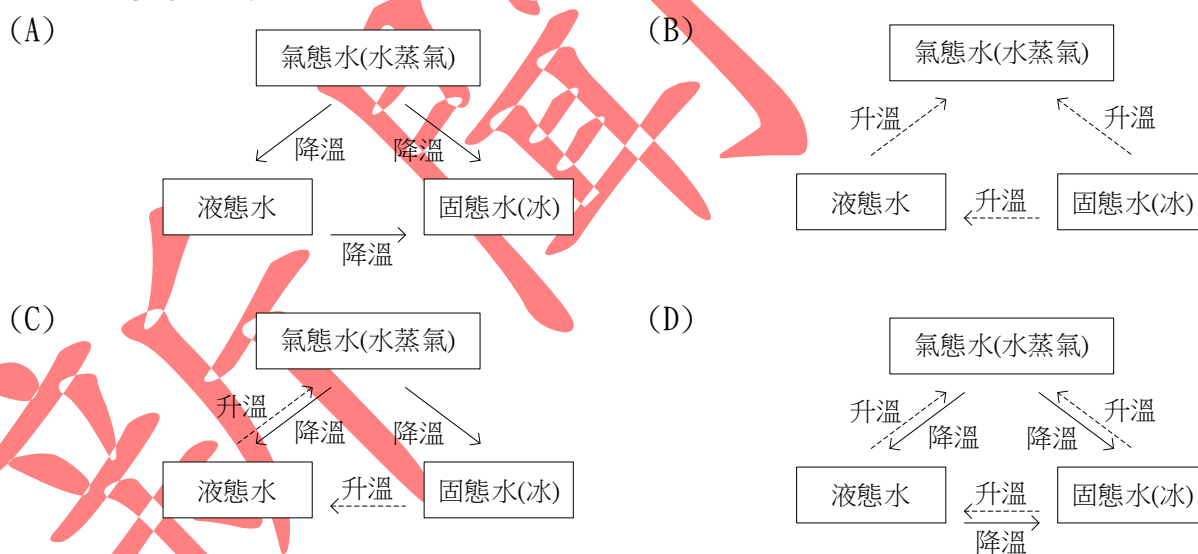 (A)
氣態水(水蒸氣)
降溫 降溫
液態水 固態水(冰)
降溫
(B)
氣態水(水蒸氣)
升溫 升溫
升溫
液態水 固態水(冰)
(C)
氣態水(水蒸氣)
升溫 降溫 降溫
升溫
液態水 固態水(冰)
(D)
氣態水(水蒸氣)
升溫 升溫
降溫 降溫
升溫
液態水 固態水(冰)
降溫